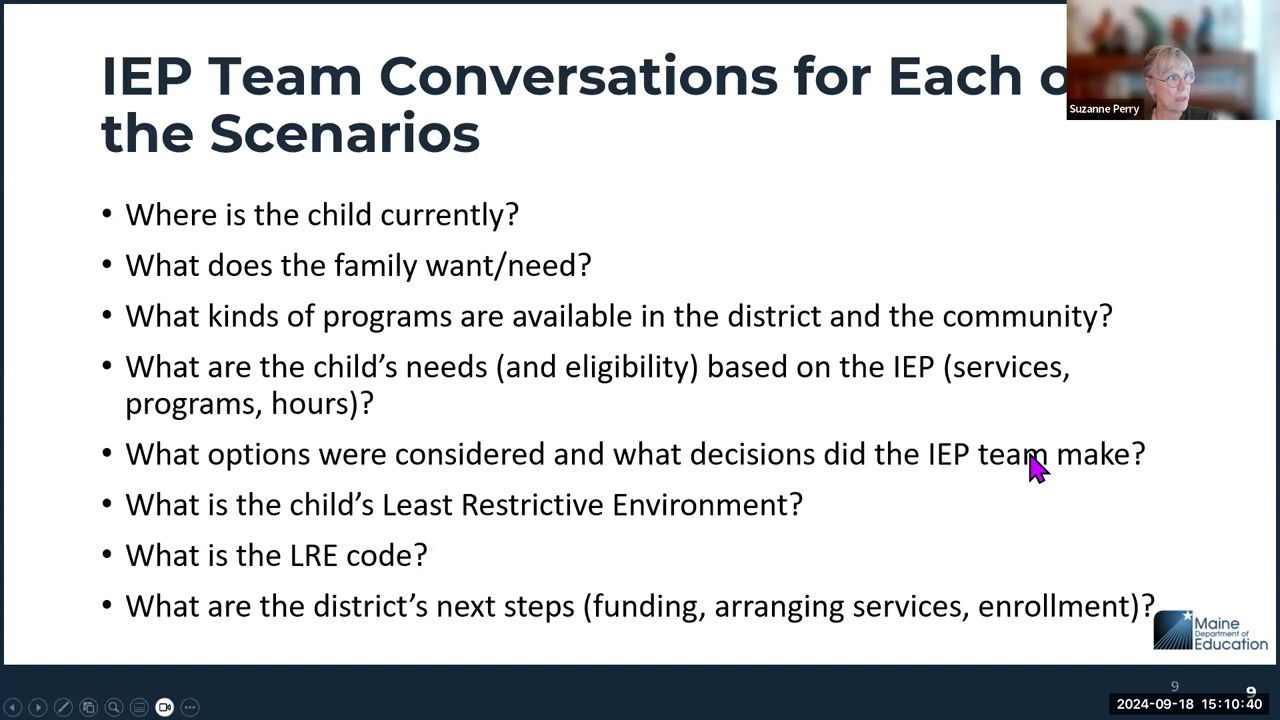 IEP Team Conversations for Each o
the Scenarios
Suzanne Perry
• Where is the child currently?
• What does the family want/need?
• What kinds of programs are available in the district and the community?
• What are the child’s needs (and eligibility) based on the IEP (services,
programs, hours)?
• What options were considered and what decisions did the IEP team make?
• What is the child’s Least Restrictive Environment?
• What is the LRE code?
• What are the district’s next steps (funding, arranging services, enrollment)?
Maine
Department of
Education
9
9
2024-09-18 15:10:40